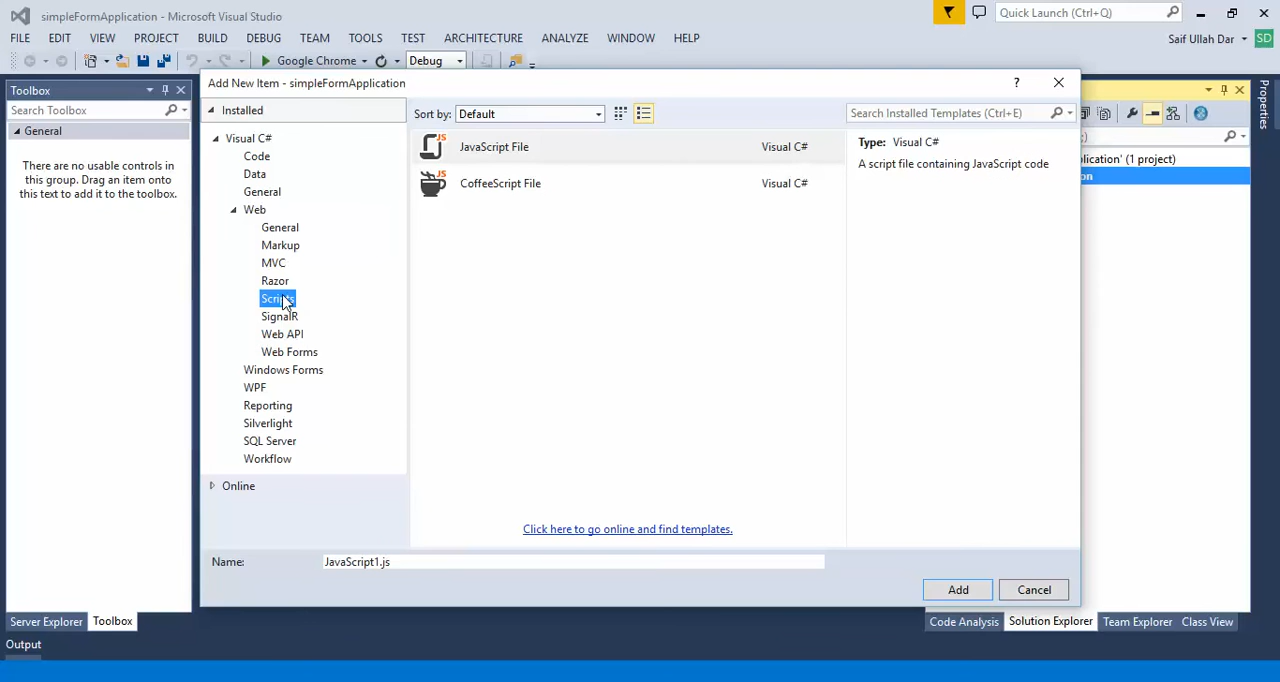 simpleFormApplication - Microsoft Visual Studio
Quick Launch (Ctrl+Q)
FILE EDIT VIEW PROJECT BUILD DEBUG TEAM TOOLS TEST ARCHITECTURE ANALYZE WINDOW HELP
Saif Ullah Dar SD
Google Chrome Debug
Toolbox
Search Toolbox
General
There are no usable controls in
this group. Drag an item onto
this text to add it to the toolbox.
Add New Item - simpleFormApplication
?
Installed
Visual C#
Code
Data
General
Web
General
Markup
MVC
Razor
Scripts
SignalR
Web API
Web Forms
Windows Forms
WPF
Reporting
Silverlight
SQL Server
Workflow
Online
Sort by: Default
Search Installed Templates (Ctrl+E)
JS JavaScript File Visual C#
JS CoffeeScript File Visual C#
Click here to go online and find templates.
Type: Visual C#
A script file containing JavaScript code
Name: JavaScript1.js
Add Cancel
;)
plication' (1 project)
on
Properties
Server Explorer Toolbox
Code Analysis Solution Explorer Team Explorer Class View
Output